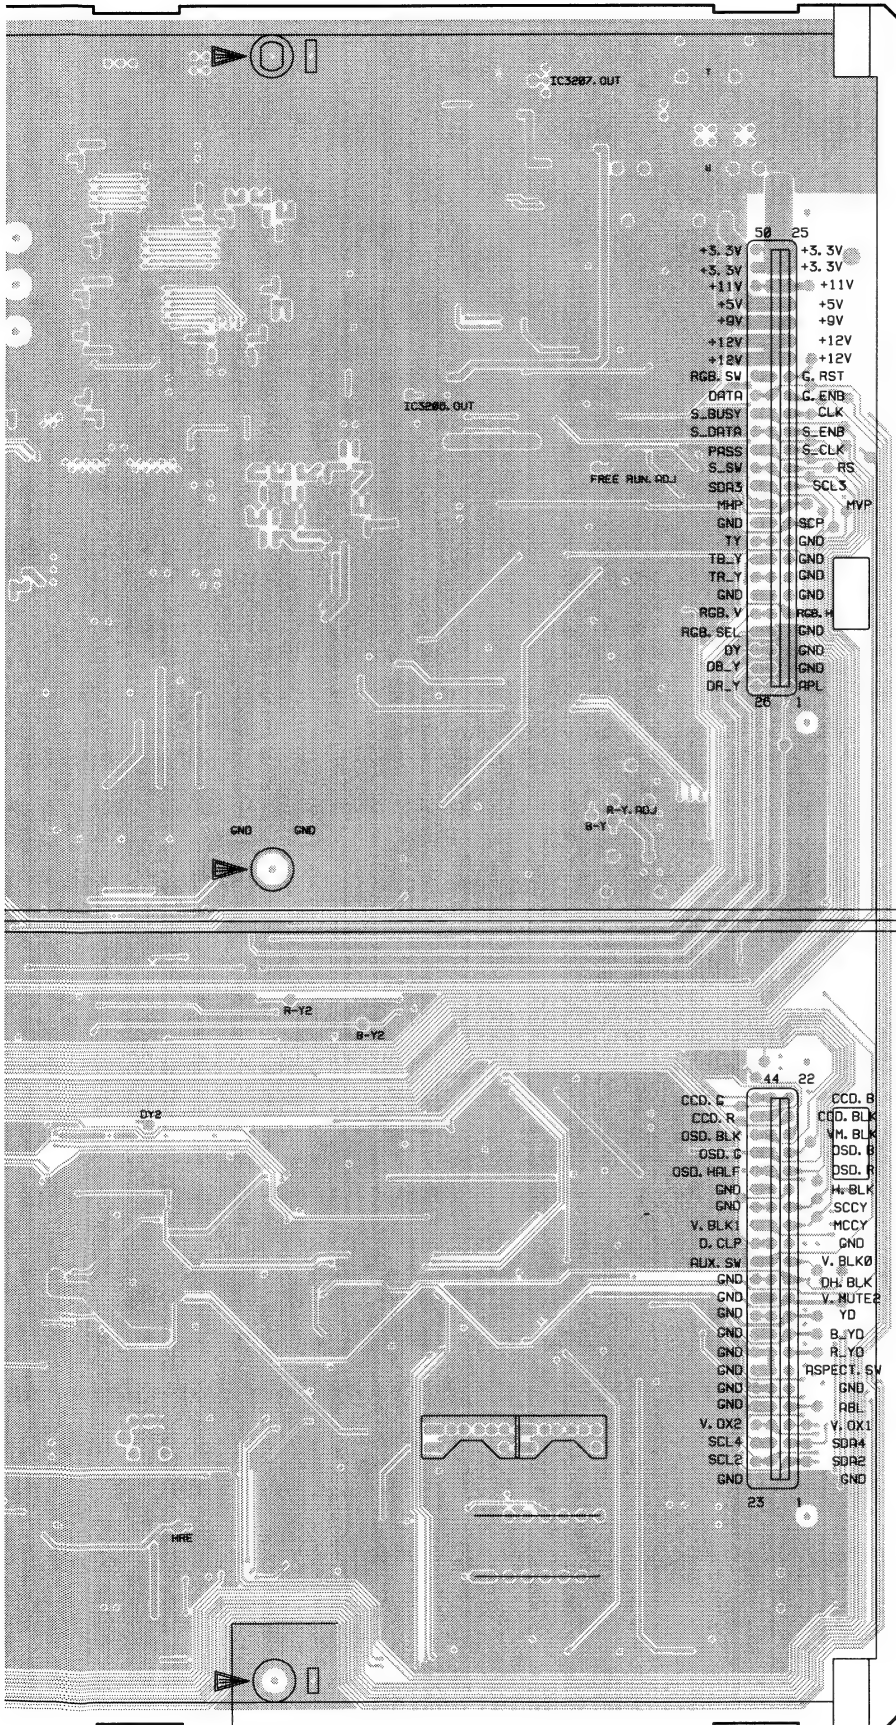 IC3207.OUT
50 25
+3.3V +3.3V
+3.3V +3.3V
+11V +11V
+5V +5V
+9V +9V
+12V +12V
+12V +12V
RGB.SW G.RST
DATA G.ENB
S_BUSY CLK
S_DATA S_ENB
PASS S_CLK
S_SW RS
SDA3 SCL3
MHP MVP
GND SCP
TY GND
TB_Y GND
TR_Y GND
GND GND
RGB.V RGB.H
RGB.SEL GND
DY GND
DB_Y GND
DR_Y APL
26 1
FREE RUN.ADJ
R-Y.ADJ
B-Y
GND GND
R-Y2
B-Y2
DY2
44 22
CCD.G CCD.B
CCD.R CCD.BLK
OSD.BLK VM.BLK
OSD.G OSD.B
OSD.HALF OSD.R
GND H.BLK
GND SCCY
V.BLK1 MCCY
D.CLP GND
AUX.SW V.BLK0
GND DH.BLK
GND V.MUTE2
GND YD
GND B_YD
GND R_YD
GND ASPECT.SW
GND GND
GND ABL
V.OX2 V.OX1
SCL4 SDA4
SCL2 SDA2
GND GND
23 1